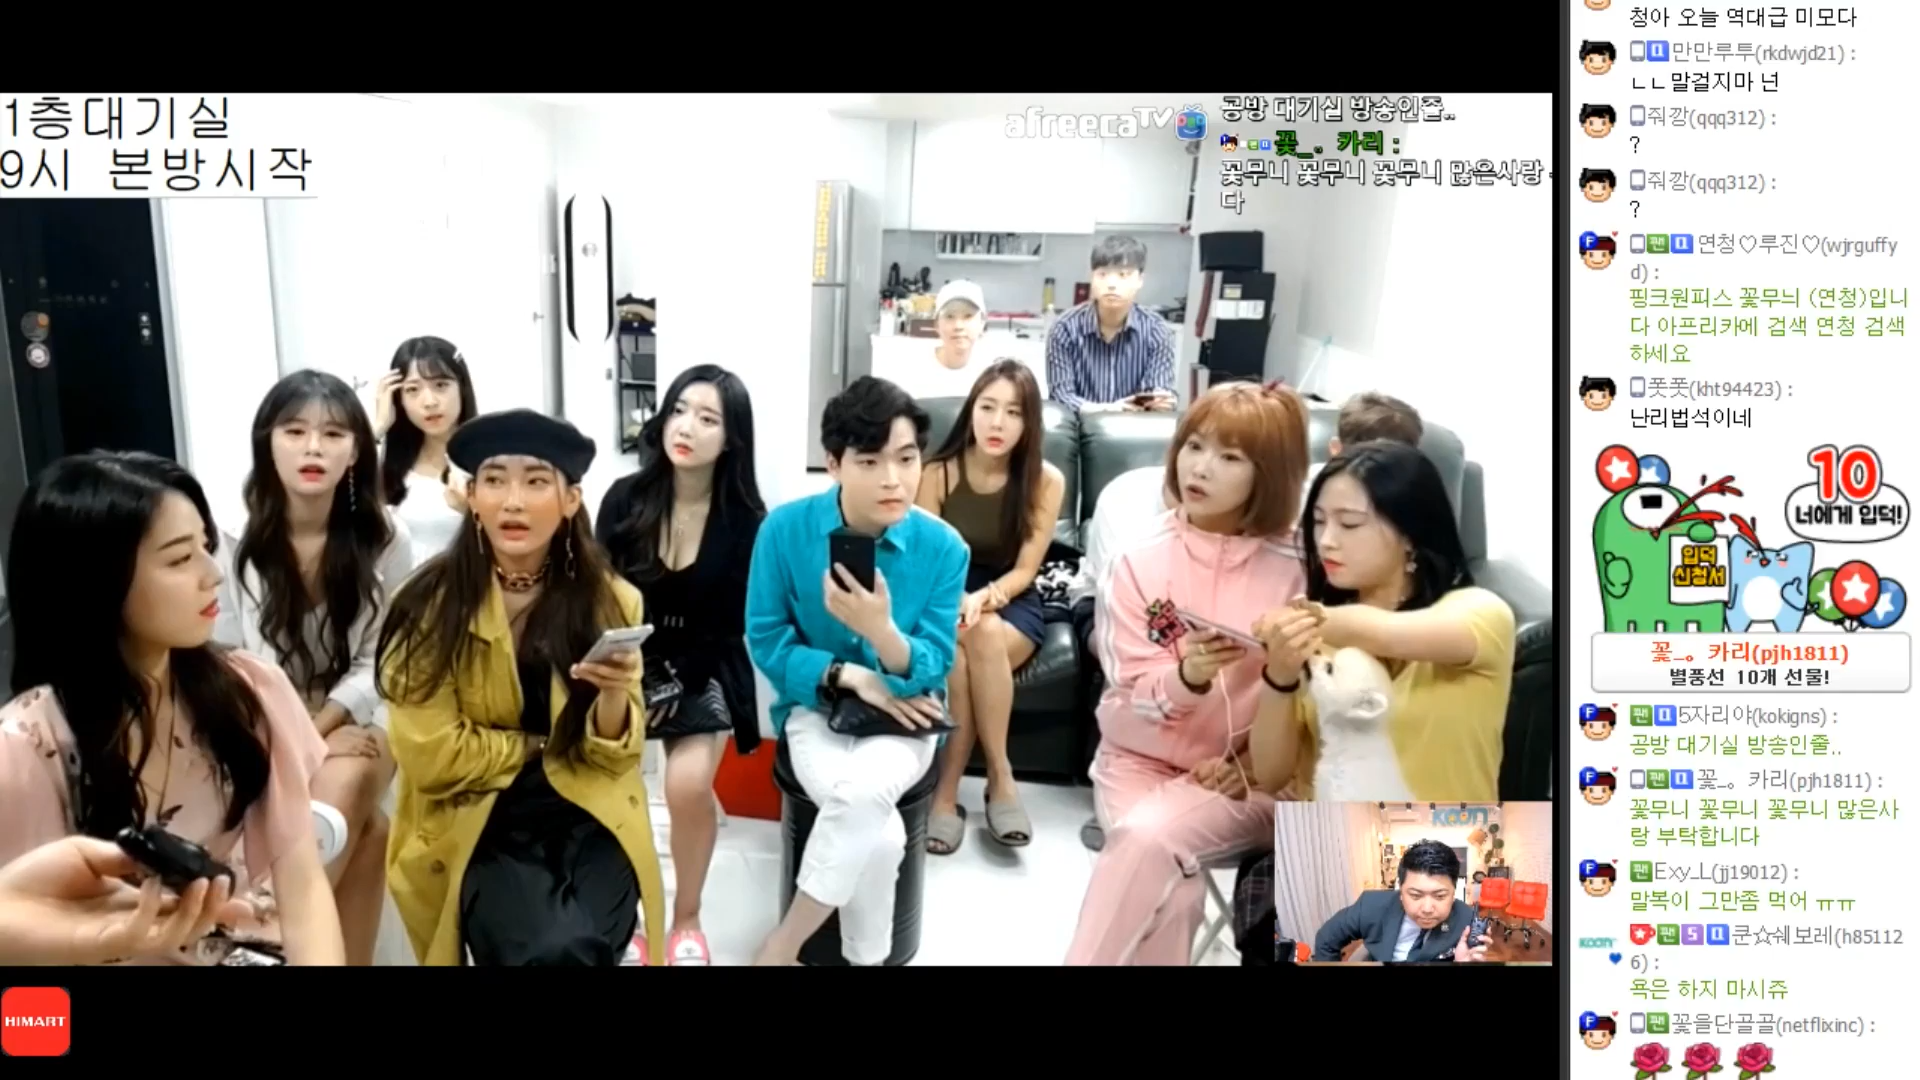 1층대기실
9시 본방시작
afreecaTV
공방 대기실 방송인줄..
꽃_。카리 :
꽃무니 꽃무니 꽃무니 많은사랑
다
KOON
HIMART
청아 오늘 역대급 미모다
만만루투(rkdwjd21) :
ㄴㄴ말걸지마 넌
줘깡(qqq312) :
?
줘깡(qqq312) :
?
팬 연청♡루진♡(wjrguffy
d) :
핑크원피스 꽃무늬 (연청)입니
다 아프리카에 검색 연청 검색
하세요
풋풋(kht94423) :
난리법석이네
10
너에게 입덕!
입덕
신청서
꽃_。카리(pjh1811)
별풍선 10개 선물!
팬 5자리야(kokigns) :
공방 대기실 방송인줄..
팬 꽃_。카리(pjh1811) :
꽃무니 꽃무니 꽃무니 많은사
랑 부탁합니다
팬 Exy_L(jj19012) :
말복이 그만좀 먹어 ㅠㅠ
KOON 팬 S 쿤☆쉐보레(h85112
6) :
욕은 하지 마시쥬
팬 꽃을단골골(netflixinc) :